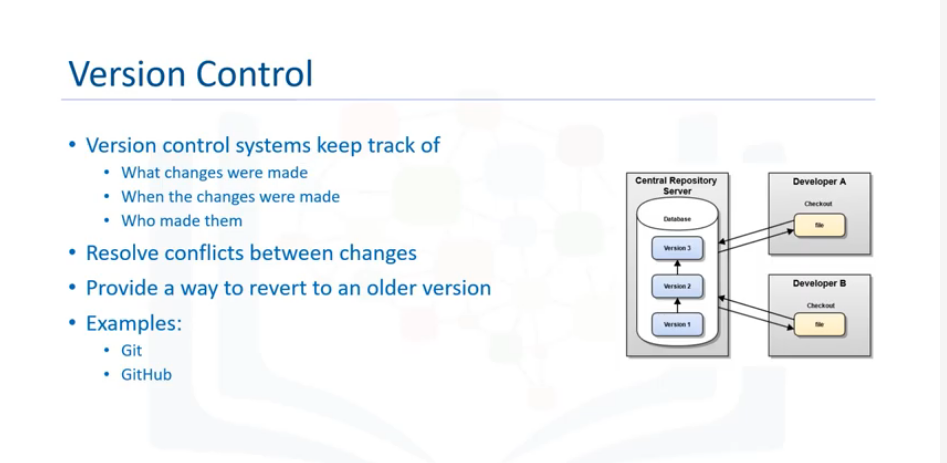 Version Control
• Version control systems keep track of
• What changes were made
• When the changes were made
• Who made them
• Resolve conflicts between changes
• Provide a way to revert to an older version
• Examples:
• Git
• GitHub
Central Repository
Server
Database
Version 3
Version 2
Version 1
Developer A
Checkout
file
Developer B
Checkout
file